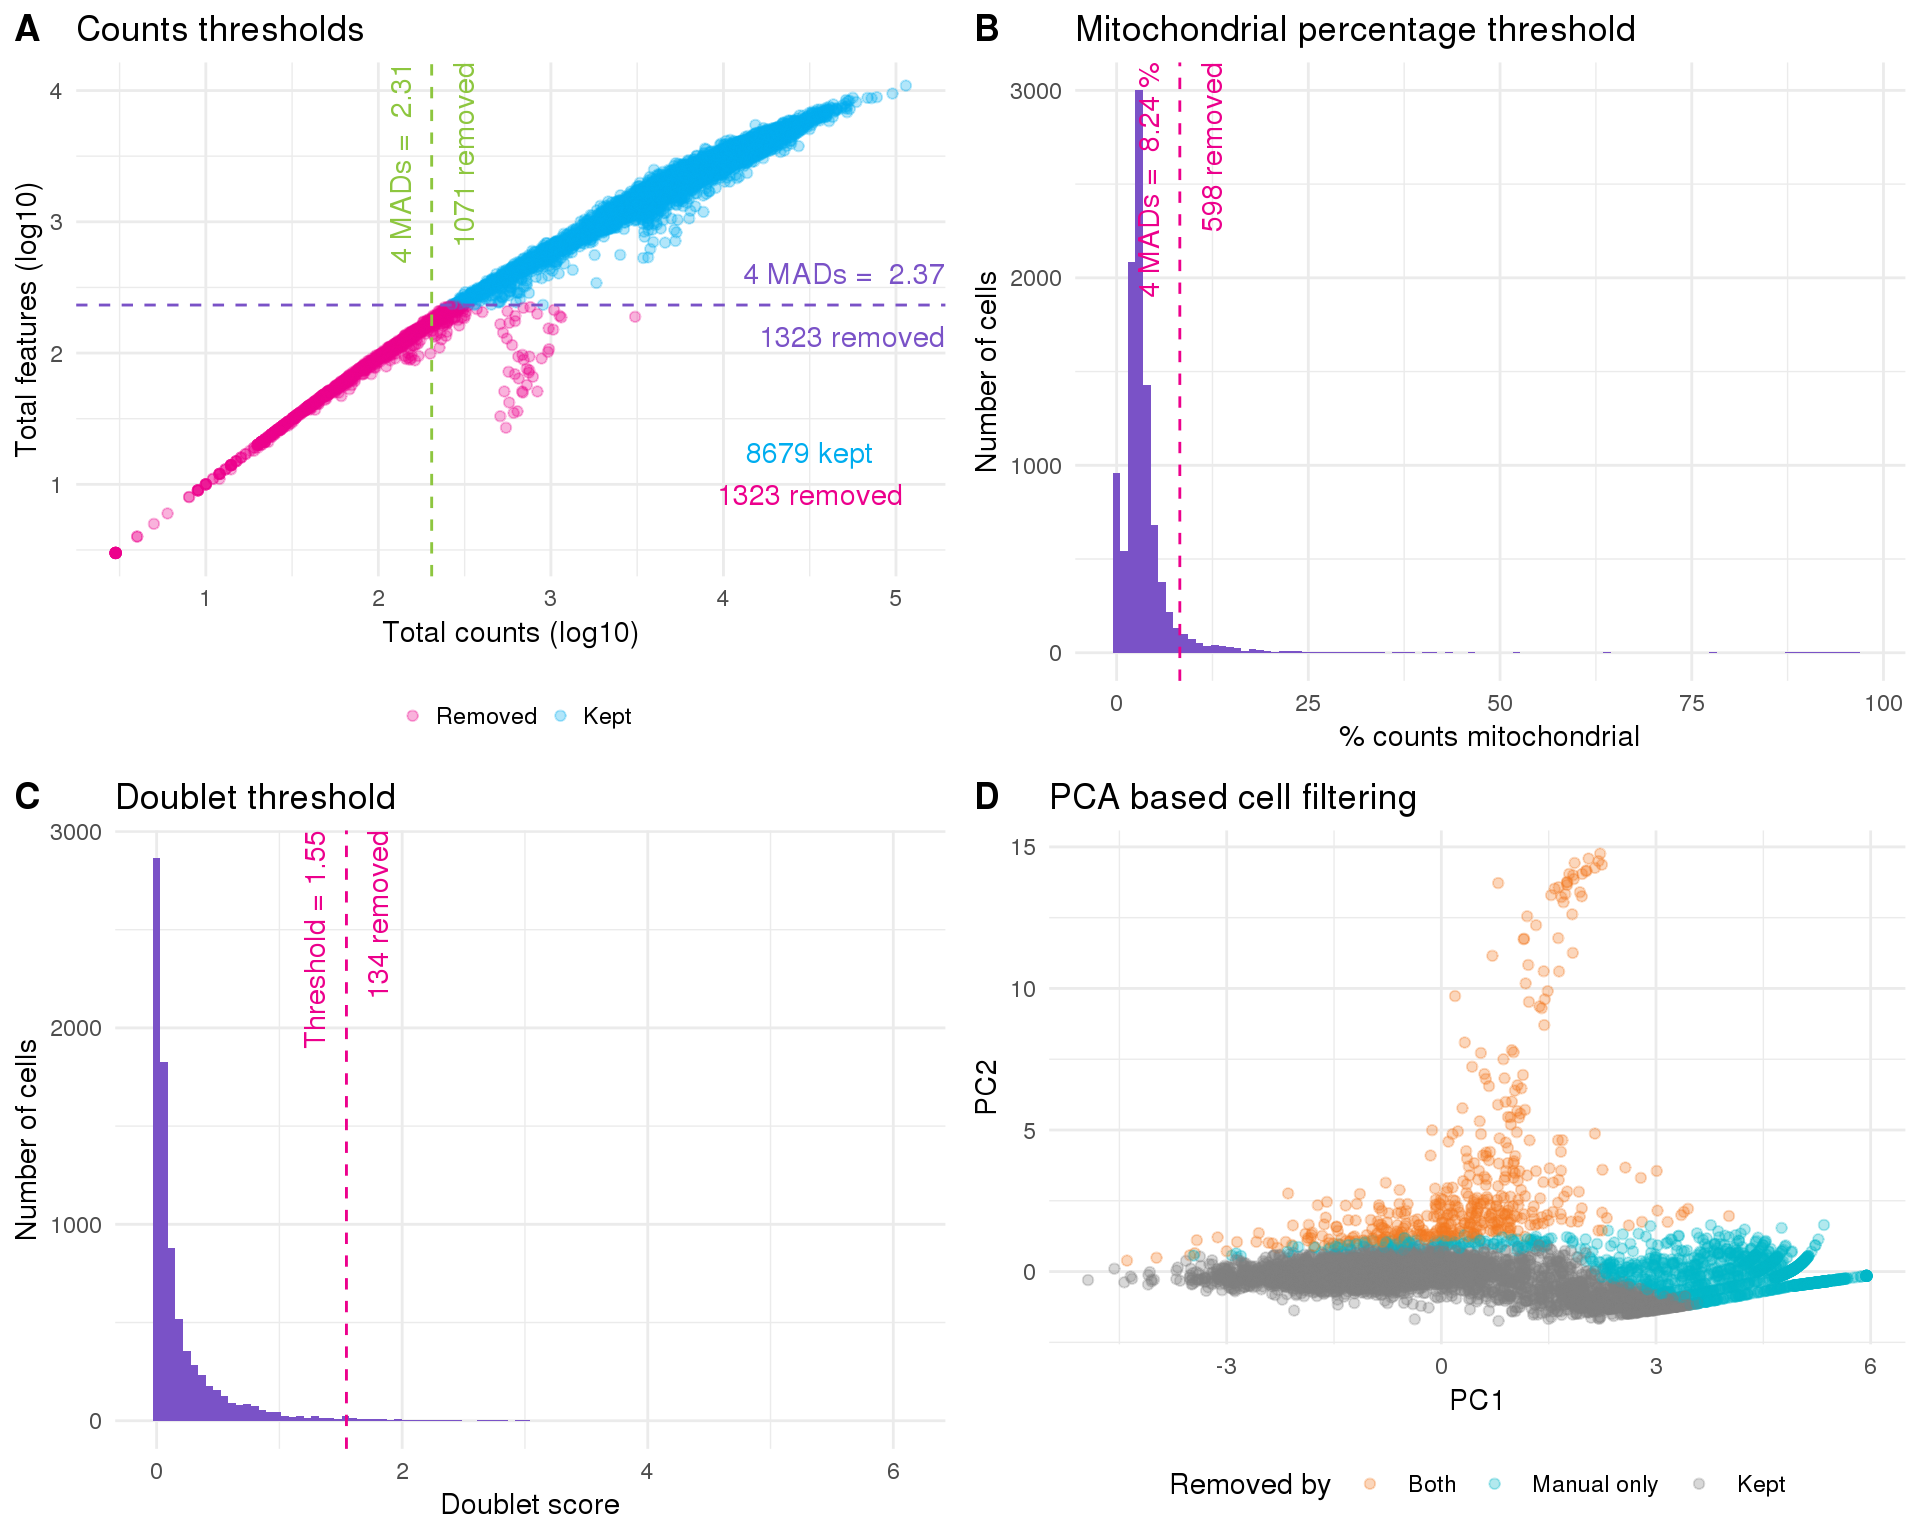 A Counts thresholds
4 MADs = 2.31
1071 removed
4 MADs = 2.37
1323 removed
8679 kept
1323 removed
4
3
2
1
Total features (log10)
1 2 3 4 5
Total counts (log10)
Removed Kept
B Mitochondrial percentage threshold
4 MADs = 8.24 %
598 removed
3000
2000
1000
0
Number of cells
0 25 50 75 100
% counts mitochondrial
C Doublet threshold
Threshold = 1.55
134 removed
3000
2000
1000
0
Number of cells
0 2 4 6
Doublet score
D PCA based cell filtering
15
10
5
0
PC2
-3 0 3 6
PC1
Removed by Both Manual only Kept